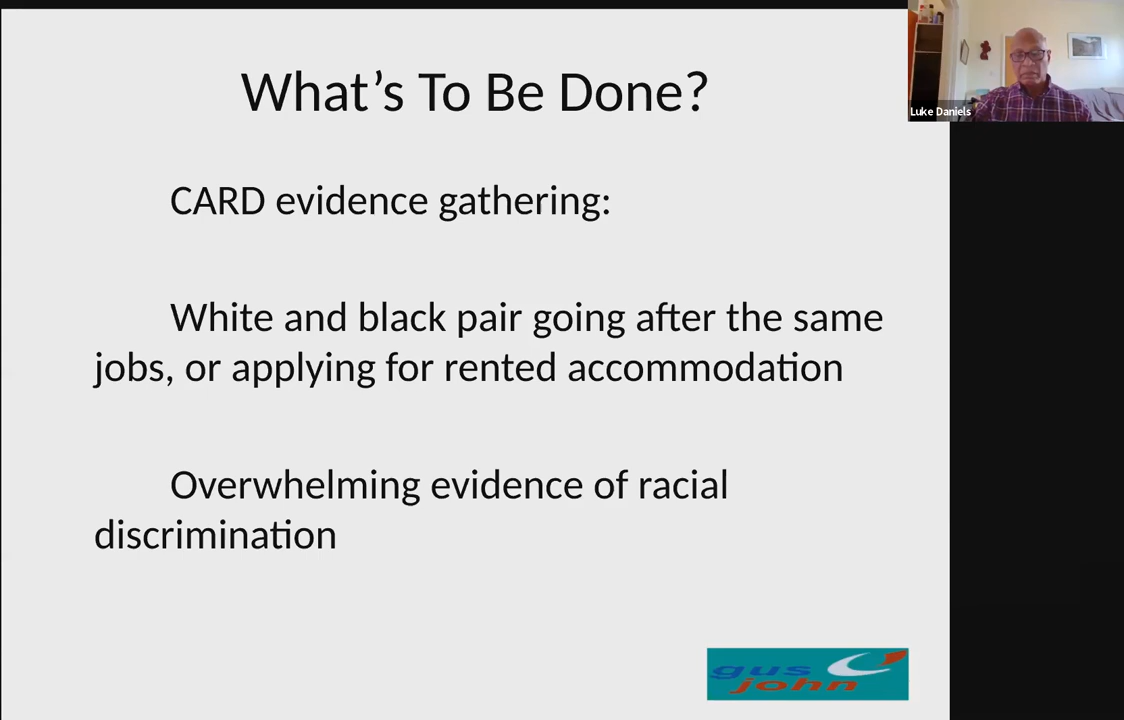 What’s To Be Done?
Luke Daniels
CARD evidence gathering:
White and black pair going after the same
jobs, or applying for rented accommodation
Overwhelming evidence of racial
discrimination
gus
john